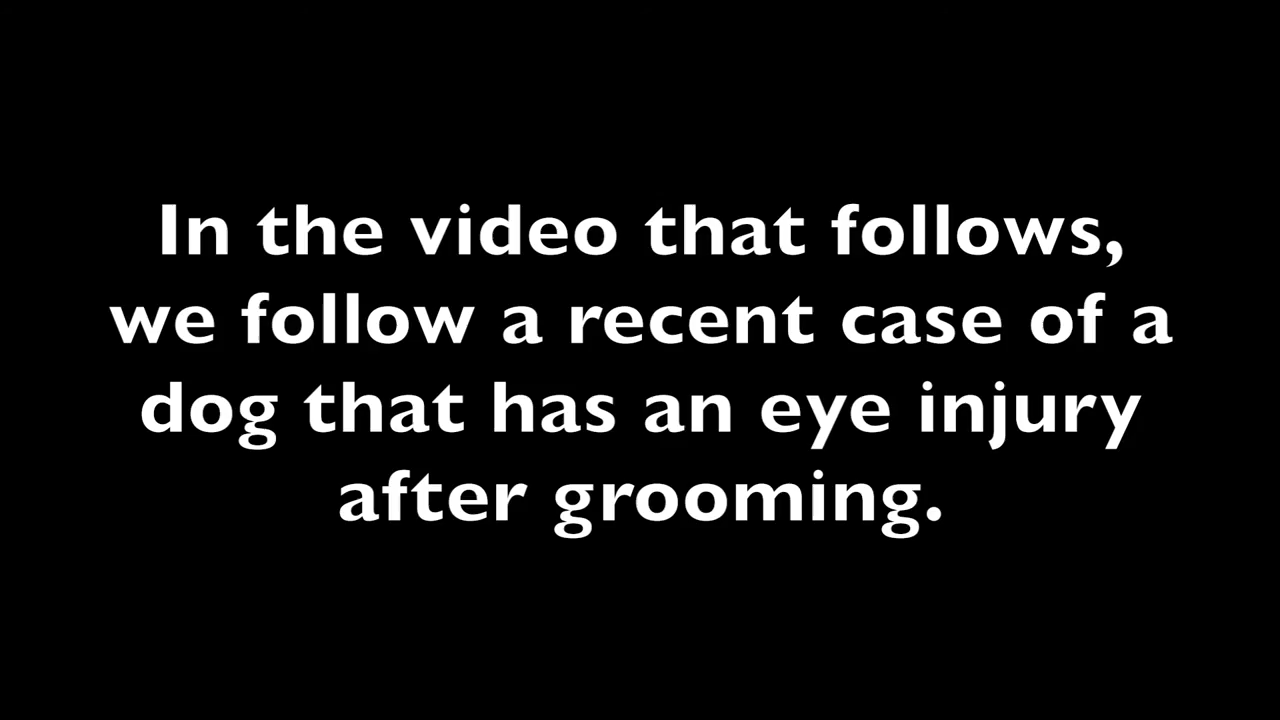 In the video that follows,
we follow a recent case of a
dog that has an eye injury
after grooming.